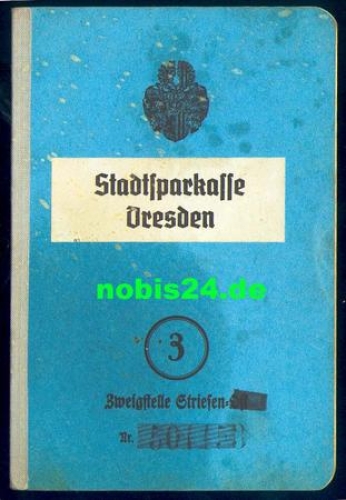 Stadtsparkasse
Dresden
nobis24.de
3
Zweigstelle Striesen=
Nr.